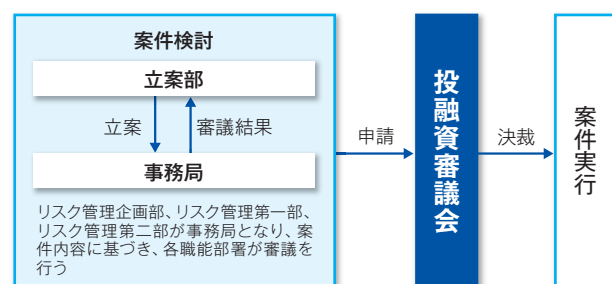 案件検討
立案部
立案
審議結果
事務局
リスク管理企画部、リスク管理第一部、
リスク管理第二部が事務局となり、案
件内容に基づき、各職能部署が審議を
行う
申請
投融資審議会
決裁
案件実行